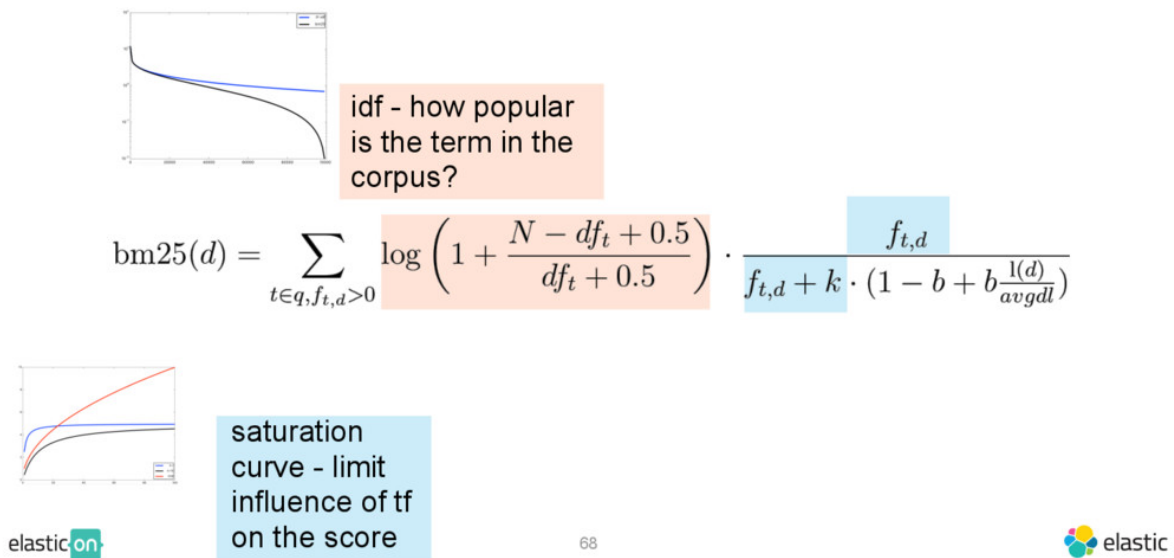 idf - how popular
is the term in the
corpus?
bm25(d) = ∑ t∈q,f_{t,d}>0 log ( 1 + (N − df_t + 0.5) / (df_t + 0.5) ) · f_{t,d} / (f_{t,d} + k · (1 − b + b l(d)/avgdl))
saturation
curve - limit
influence of tf
on the score
elastic on
68
elastic